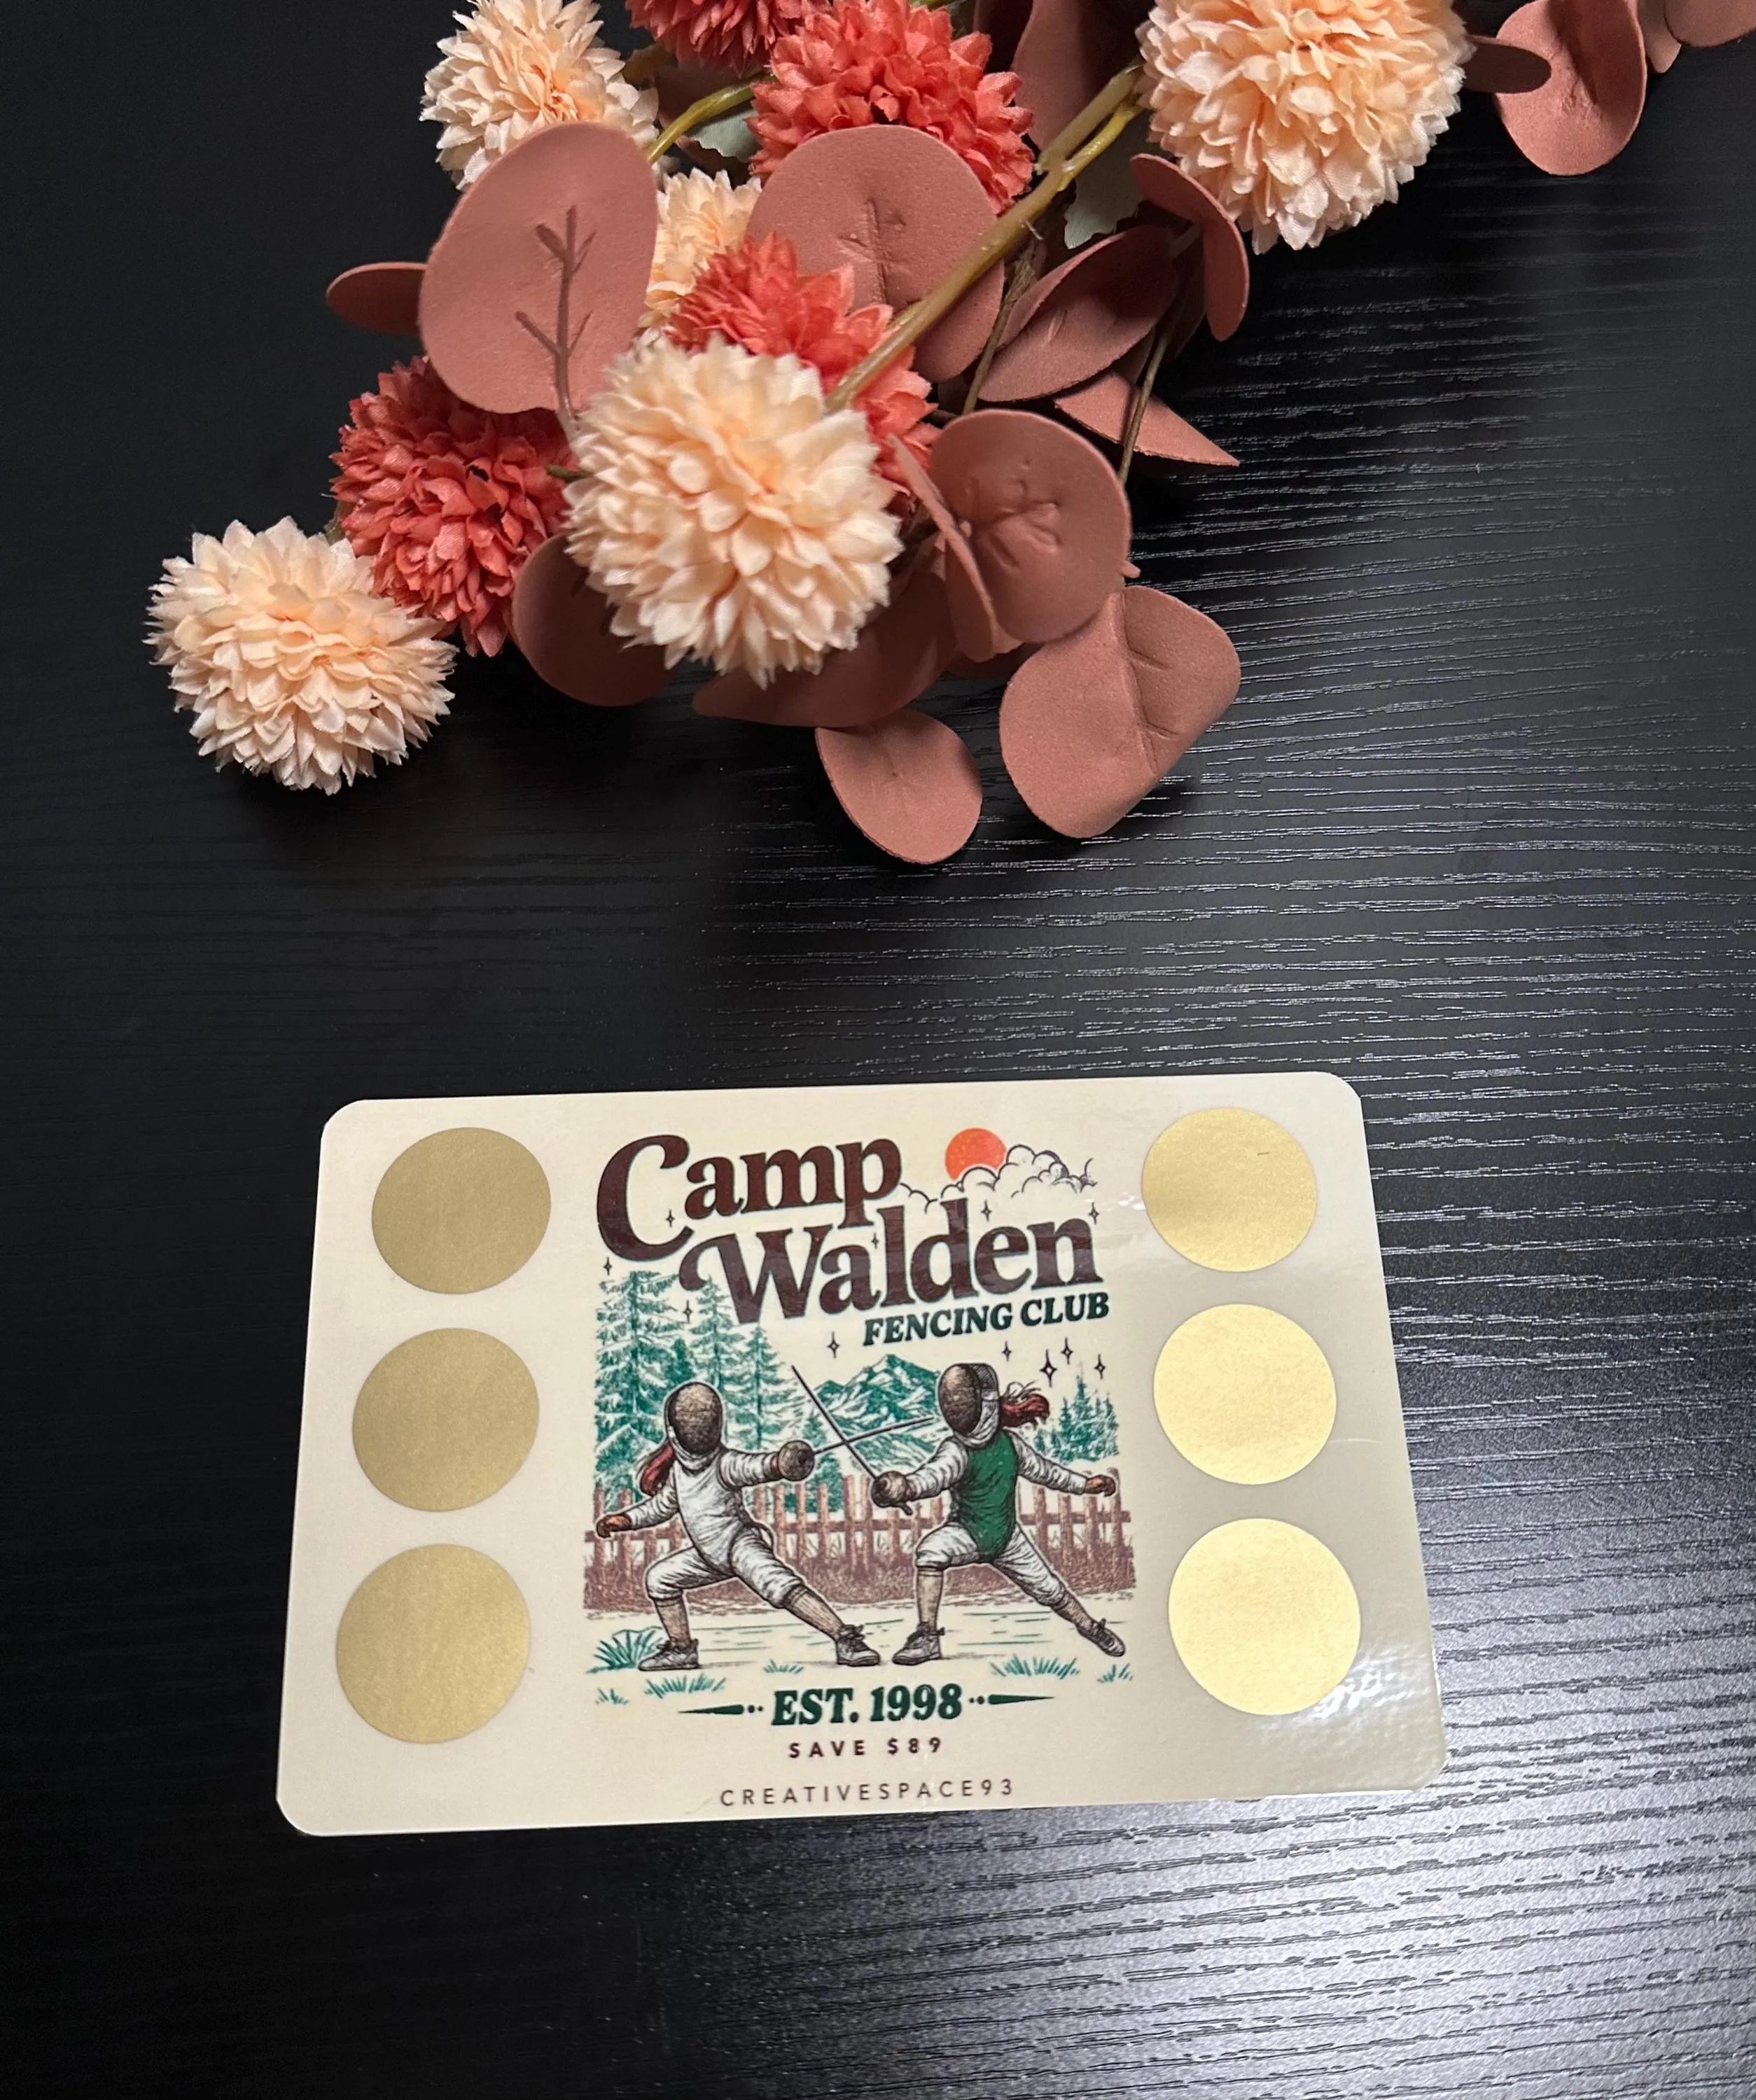 Camp
Walden
FENCING CLUB
EST. 1998
SAVE $89
CREATIVESPACE93